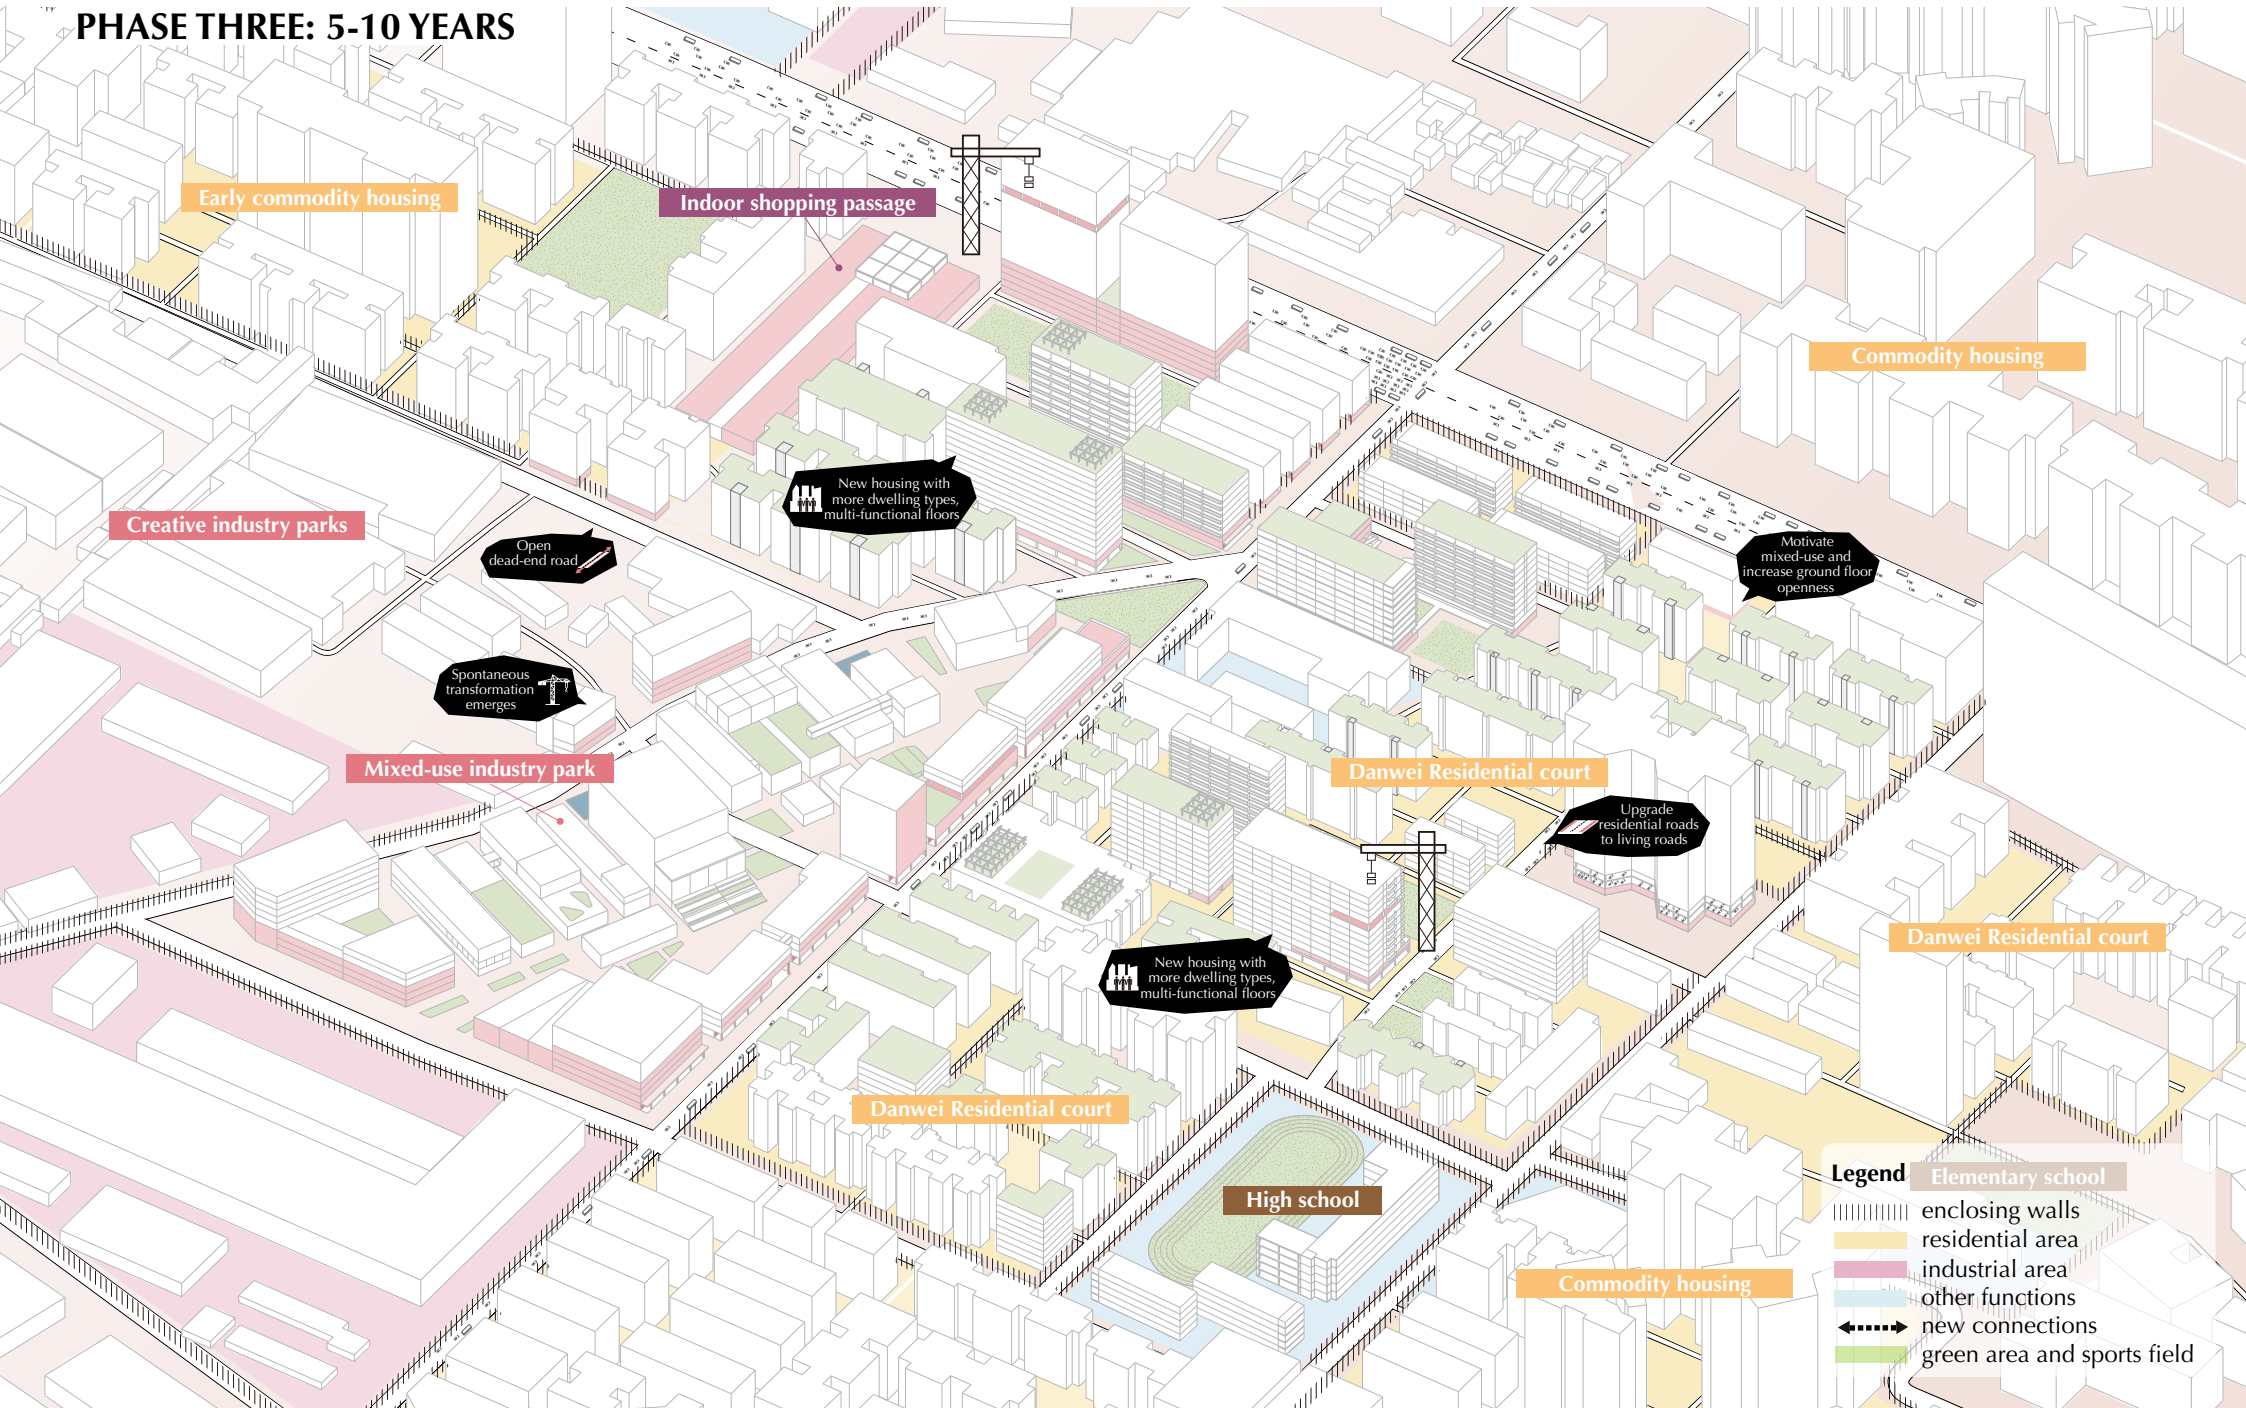 PHASE THREE: 5-10 YEARS
Early commodity housing
Indoor shopping passage
Commodity housing
New housing with
more dwelling types,
multi-functional floors
Creative industry parks
Open
dead-end road
Motivate
mixed-use and
increase ground floor
openness
Spontaneous
transformation
emerges
Mixed-use industry park
Danwei Residential court
Upgrade
residential roads
to living roads
Danwei Residential court
New housing with
more dwelling types,
multi-functional floors
Danwei Residential court
High school
Commodity housing
Legend
Elementary school
enclosing walls
residential area
industrial area
other functions
new connections
green area and sports field